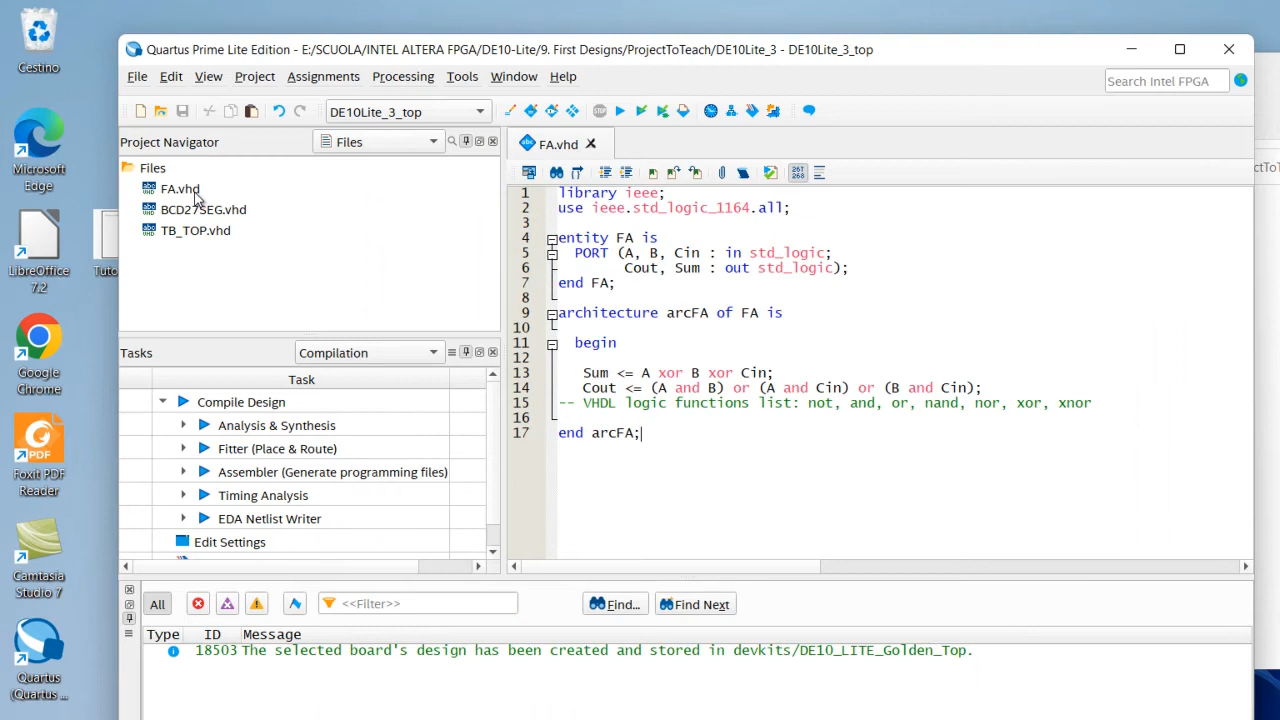 Cestino
Microsoft
Edge
LibreOffice
7.2
Google
Chrome
PDF
Foxit PDF
Reader
Camtasia
Studio 7
Quartus
(Quartus ...
Quartus Prime Lite Edition - E:/SCUOLA/INTEL ALTERA FPGA/DE10-Lite/9. First Designs/ProjectToTeach/DE10Lite_3 - DE10Lite_3_top
File Edit View Project Assignments Processing Tools Window Help
Search Intel FPGA
DE10Lite_3_top
STOP
Project Navigator
Files
Files
FA.vhd
BCD27SEG.vhd
TB_TOP.vhd
Tasks
Compilation
Task
Compile Design
Analysis & Synthesis
Fitter (Place & Route)
Assembler (Generate programming files)
Timing Analysis
EDA Netlist Writer
Edit Settings
FA.vhd
267
268
1 library ieee;
2 use ieee.std_logic_1164.all;
3
4 entity FA is
5 PORT (A, B, Cin : in std_logic;
6 Cout, Sum : out std_logic);
7 end FA;
8
9 architecture arcFA of FA is
10
11 begin
12
13 Sum <= A xor B xor Cin;
14 Cout <= (A and B) or (A and Cin) or (B and Cin);
15 -- VHDL logic functions list: not, and, or, nand, nor, xor, xnor
16
17 end arcFA;
All
<<Filter>>
Find...
Find Next
Type ID Message
18503 The selected board's design has been created and stored in devkits/DE10_LITE_Golden_Top.